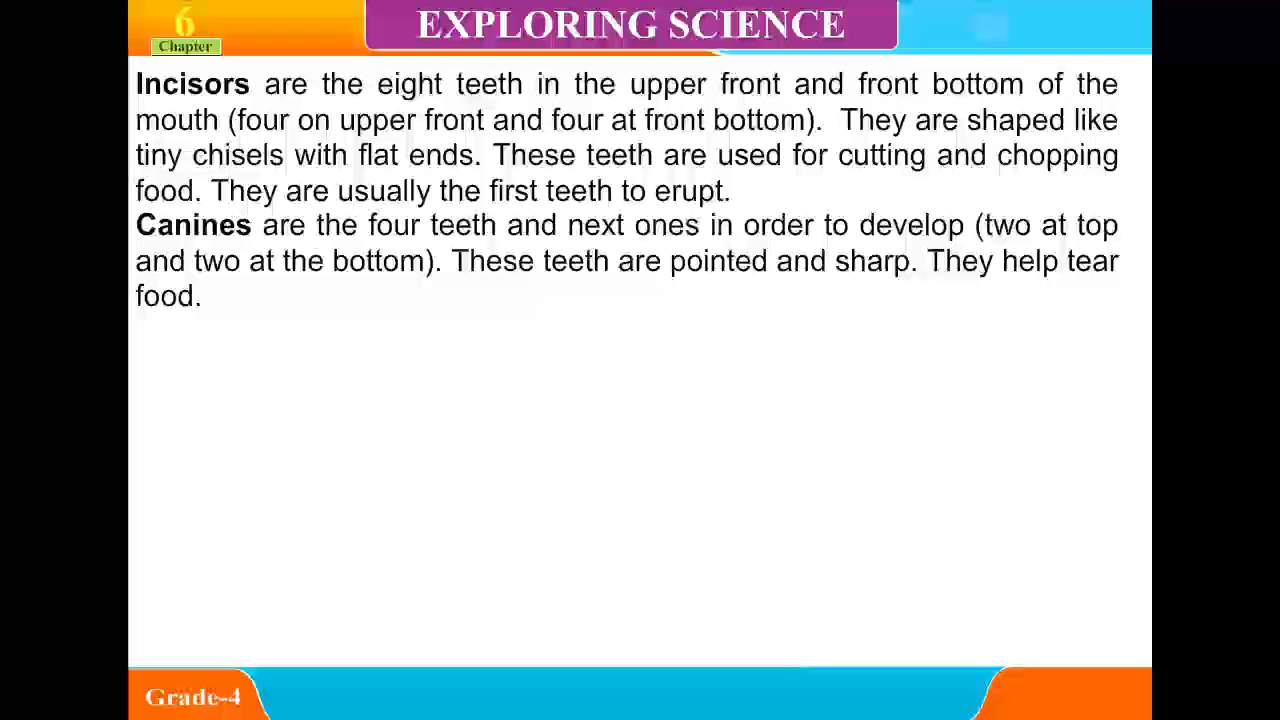 6
Chapter
EXPLORING SCIENCE
Incisors are the eight teeth in the upper front and front bottom of the
mouth (four on upper front and four at front bottom). They are shaped like
tiny chisels with flat ends. These teeth are used for cutting and chopping
food. They are usually the first teeth to erupt.
Canines are the four teeth and next ones in order to develop (two at top
and two at the bottom). These teeth are pointed and sharp. They help tear
food.
Grade-4